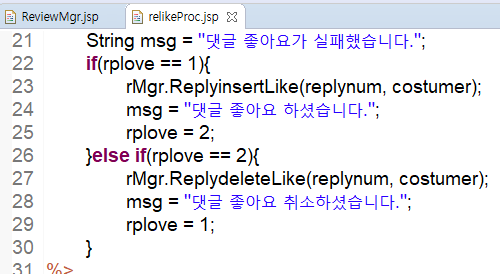 ReviewMgr.jsp relikeProc.jsp
21 String msg = "댓글 좋아요가 실패했습니다.";
22 if(rplove == 1){
23 rMgr.ReplyinsertLike(replynum, costumer);
24 msg = "댓글 좋아요 하셨습니다.";
25 rplove = 2;
26 }else if(rplove == 2){
27 rMgr.ReplydeleteLike(replynum, costumer);
28 msg = "댓글 좋아요 취소하셨습니다.";
29 rplove = 1;
30 }
31 %>